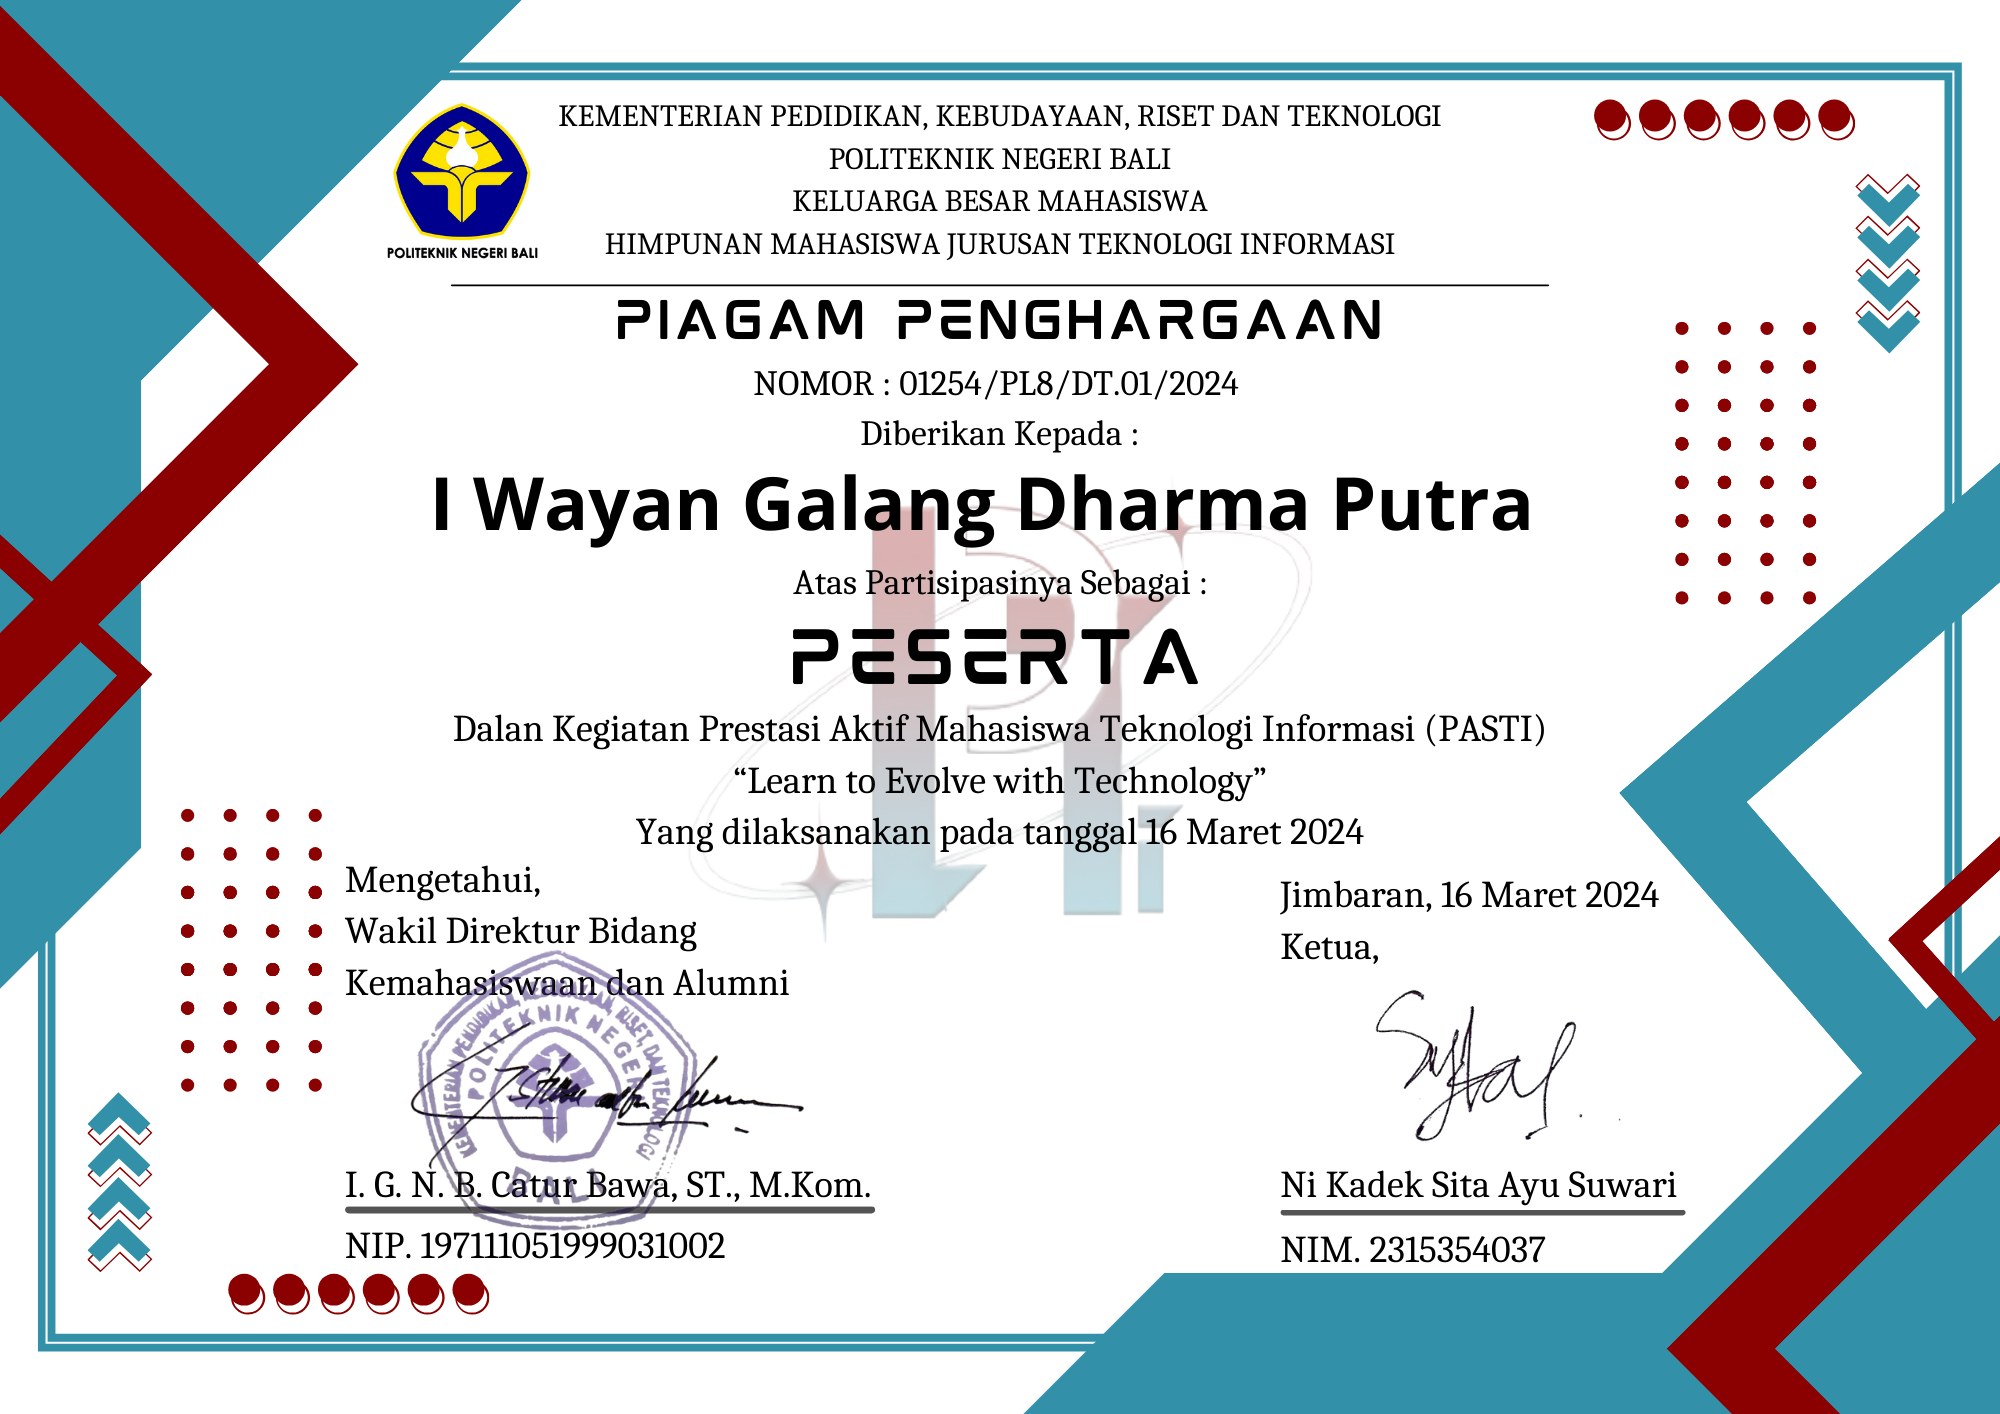 KEMENTERIAN PEDIDIKAN, KEBUDAYAAN, RISET DAN TEKNOLOGI
POLITEKNIK NEGERI BALI
KELUARGA BESAR MAHASISWA
HIMPUNAN MAHASISWA JURUSAN TEKNOLOGI INFORMASI
POLITEKNIK NEGERI BALI
PIAGAM PENGHARGAAN
NOMOR : 01254/PL8/DT.01/2024
Diberikan Kepada :
I Wayan Galang Dharma Putra
Atas Partisipasinya Sebagai :
PESERTA
Dalan Kegiatan Prestasi Aktif Mahasiswa Teknologi Informasi (PASTI)
“Learn to Evolve with Technology”
Yang dilaksanakan pada tanggal 16 Maret 2024
Mengetahui,
Wakil Direktur Bidang
Kemahasiswaan dan Alumni
KEMENTERIAN PENDIDIKAN, KEBUDAYAAN, RISET, DAN TEKNOLOGI
POLITEKNIK NEGERI
BALI
I. G. N. B. Catur Bawa, ST., M.Kom.
NIP. 197111051999031002
Jimbaran, 16 Maret 2024
Ketua,
Ni Kadek Sita Ayu Suwari
NIM. 2315354037